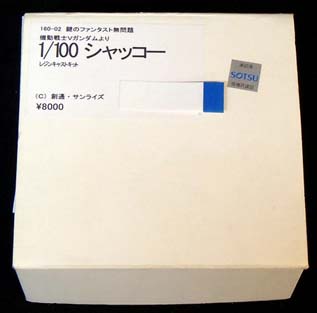 160-02 鍵のファンタスト無問題
機動戦士Vガンダムより
1/100 シャッコー
レジンキャストキット
(C) 創通・サンライズ
¥8000
SOTSU